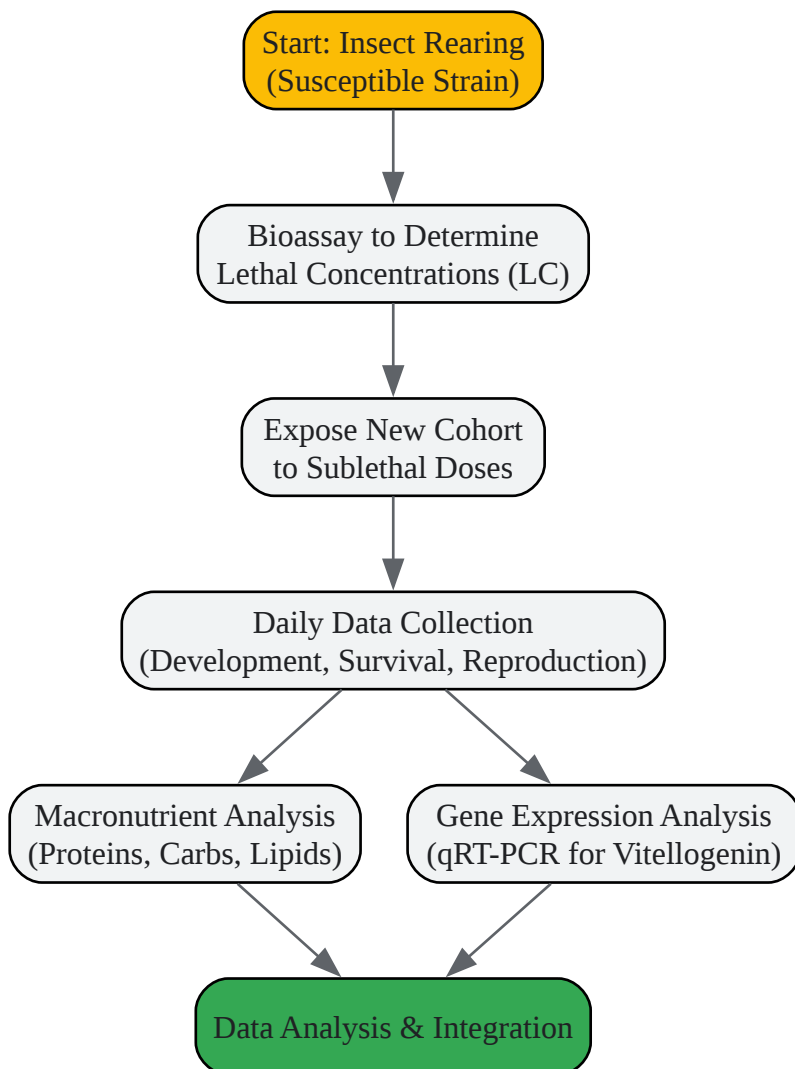 Start: Insect Rearing
(Susceptible Strain)
Bioassay to Determine
Lethal Concentrations (LC)
Expose New Cohort
to Sublethal Doses
Daily Data Collection
(Development, Survival, Reproduction)
Macronutrient Analysis
(Proteins, Carbs, Lipids)
Gene Expression Analysis
(qRT-PCR for Vitellogenin)
Data Analysis & Integration